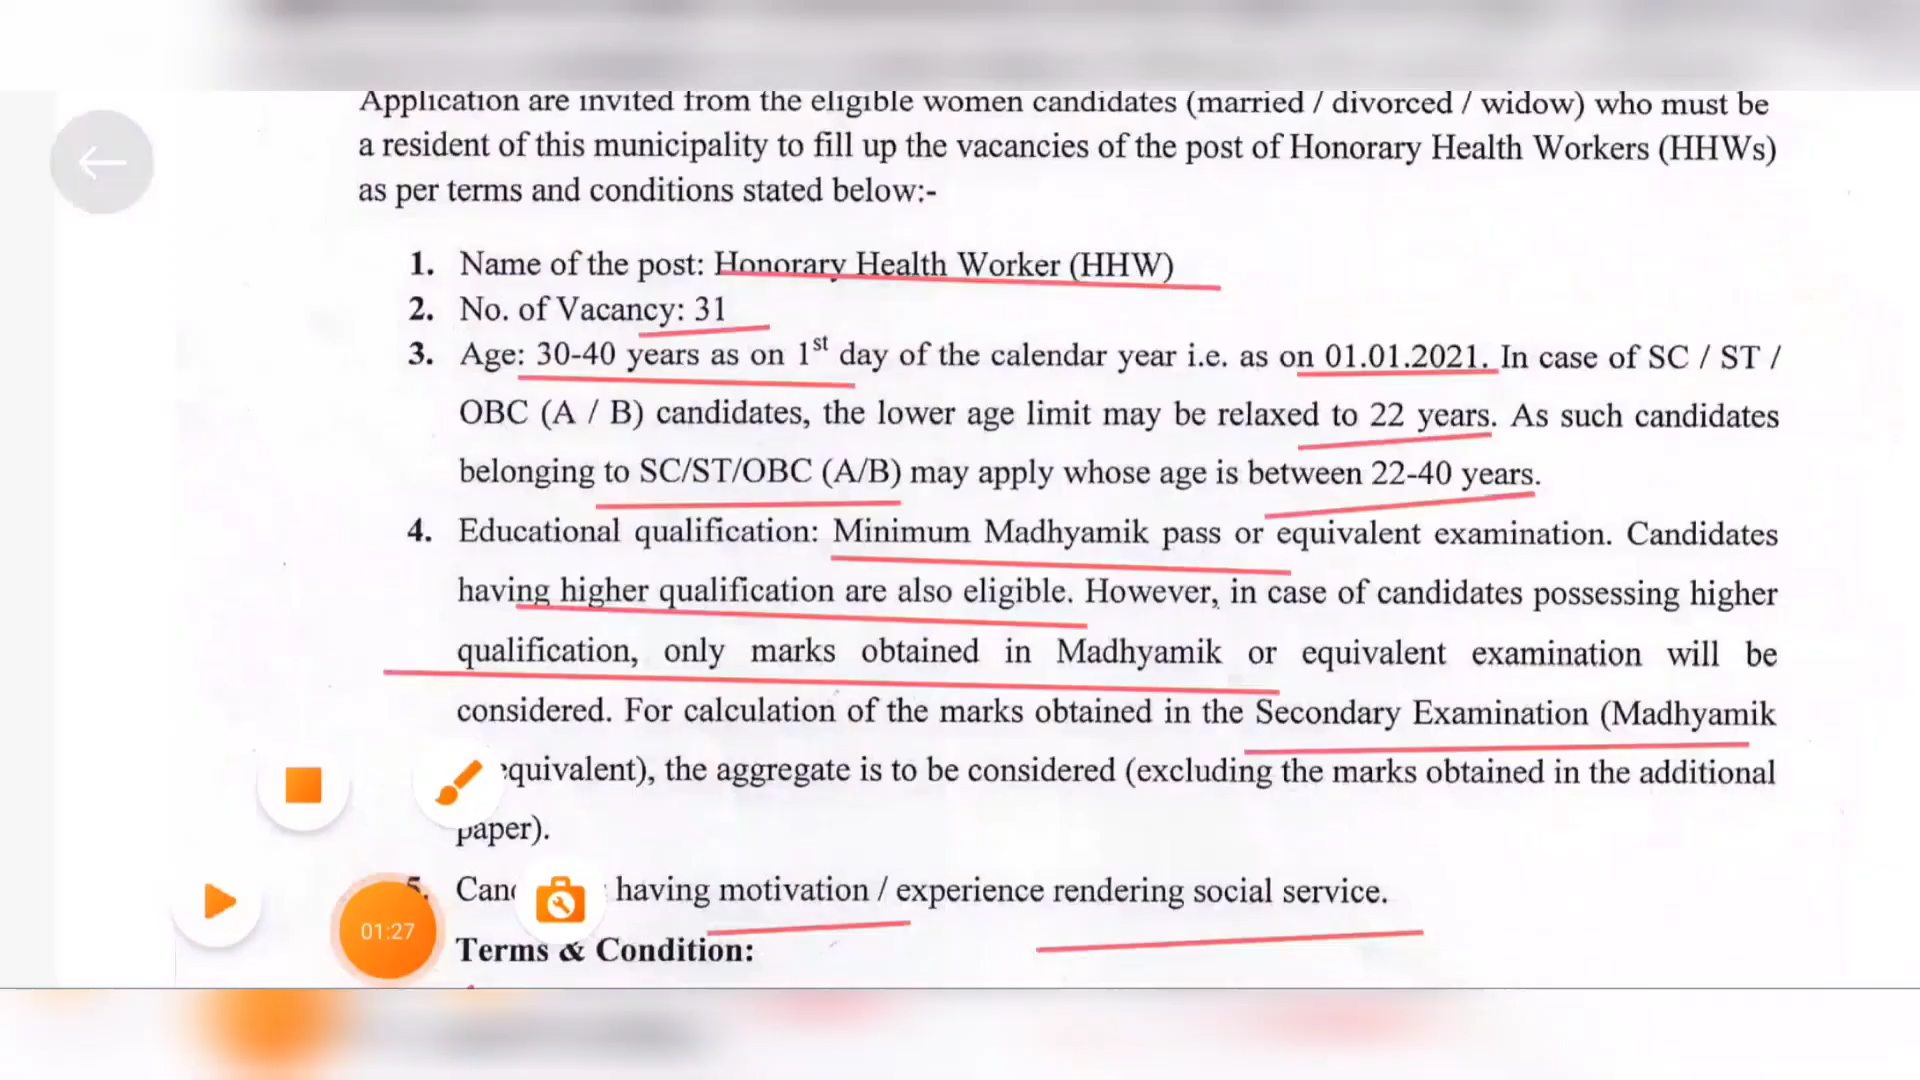 Application are invited from the eligible women candidates (married / divorced / widow) who must be
a resident of this municipality to fill up the vacancies of the post of Honorary Health Workers (HHWs)
as per terms and conditions stated below:-
1. Name of the post: Honorary Health Worker (HHW)
2. No. of Vacancy: 31
3. Age: 30-40 years as on 1st day of the calendar year i.e. as on 01.01.2021. In case of SC / ST /
OBC (A / B) candidates, the lower age limit may be relaxed to 22 years. As such candidates
belonging to SC/ST/OBC (A/B) may apply whose age is between 22-40 years.
4. Educational qualification: Minimum Madhyamik pass or equivalent examination. Candidates
having higher qualification are also eligible. However, in case of candidates possessing higher
qualification, only marks obtained in Madhyamik or equivalent examination will be
considered. For calculation of the marks obtained in the Secondary Examination (Madhyamik
equivalent), the aggregate is to be considered (excluding the marks obtained in the additional
paper).
5. having motivation / experience rendering social service.
01:27
Terms & Condition: